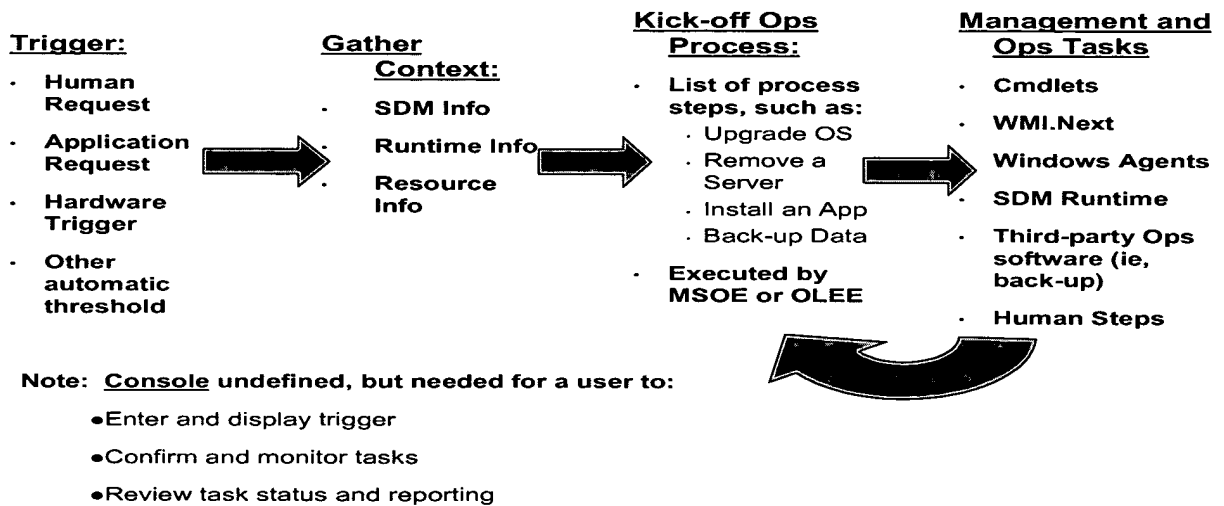 Trigger:
· Human
Request
· Application
Request
· Hardware
Trigger
· Other
automatic
threshold
Gather
Context:
· SDM Info
· Runtime Info
· Resource
Info
Kick-off Ops
Process:
· List of process
steps, such as:
· Upgrade OS
· Remove a
Server
· Install an App
· Back-up Data
· Executed by
MSOE or OLEE
Management and
Ops Tasks
· Cmdlets
· WMI.Next
· Windows Agents
· SDM Runtime
· Third-party Ops
software (ie,
back-up)
· Human Steps
Note: Console undefined, but needed for a user to:
●Enter and display trigger
●Confirm and monitor tasks
●Review task status and reporting